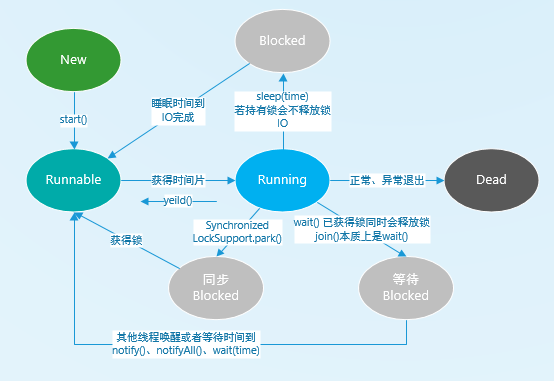 Blocked
New
睡眠时间到
IO完成
sleep(time)
若持有锁会不释放锁
IO
start()
Runnable
获得时间片
Running
正常、异常退出
Dead
yeild()
Synchronized
LockSupport.park()
wait() 已获得锁同时会释放锁
join()本质上是wait()
获得锁
同步
Blocked
等待
Blocked
其他线程唤醒或者等待时间到
notify()、notifyAll()、wait(time)